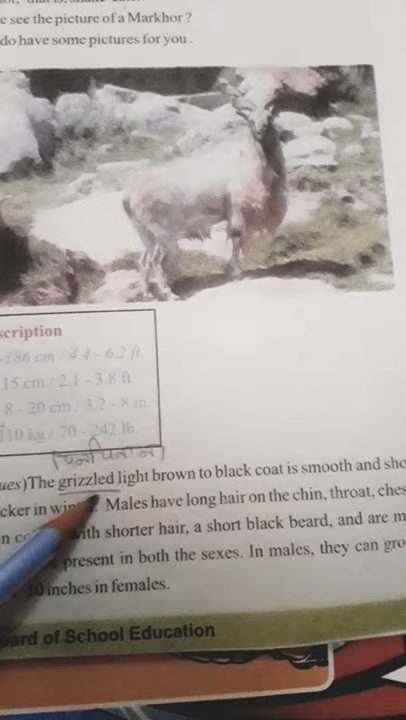 e see the picture of a Markhor ?
do have some pictures for you .
scription
-186 cm / 4.4 - 6.2 ft.
15 cm / 2.1 - 3.8 ft
8 - 20 cm / 3.2 - 8 in.
110 kg / 70 - 242 lb.
ues)The grizzled light brown to black coat is smooth and sho
cker in Males have long hair on the chin, throat, ches
with shorter hair, a short black beard, and are m
present in both the sexes. In males, they can gro
10 inches in females.
ard of School Education